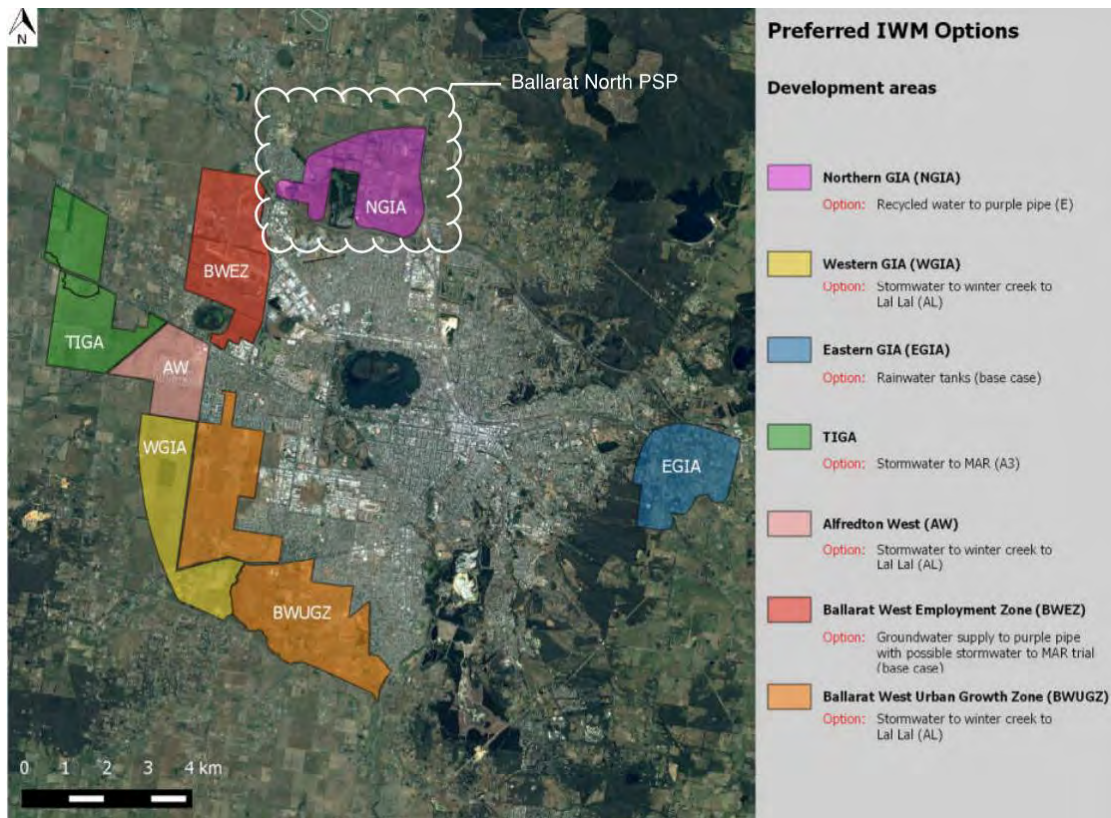 N
Ballarat North PSP
NGIA
BWEZ
TIGA
AW
WGIA
EGIA
BWUGZ
0 1 2 3 4 km
Preferred IWM Options
Development areas
Northern GIA (NGIA)
Option: Recycled water to purple pipe (E)
Western GIA (WGIA)
Option: Stormwater to winter creek to
Lal Lal (AL)
Eastern GIA (EGIA)
Option: Rainwater tanks (base case)
TIGA
Option: Stormwater to MAR (A3)
Alfredton West (AW)
Option: Stormwater to winter creek to
Lal Lal (AL)
Ballarat West Employment Zone (BWEZ)
Option: Groundwater supply to purple pipe
with possible stormwater to MAR trial
(base case)
Ballarat West Urban Growth Zone (BWUGZ)
Option: Stormwater to winter creek to
Lal Lal (AL)